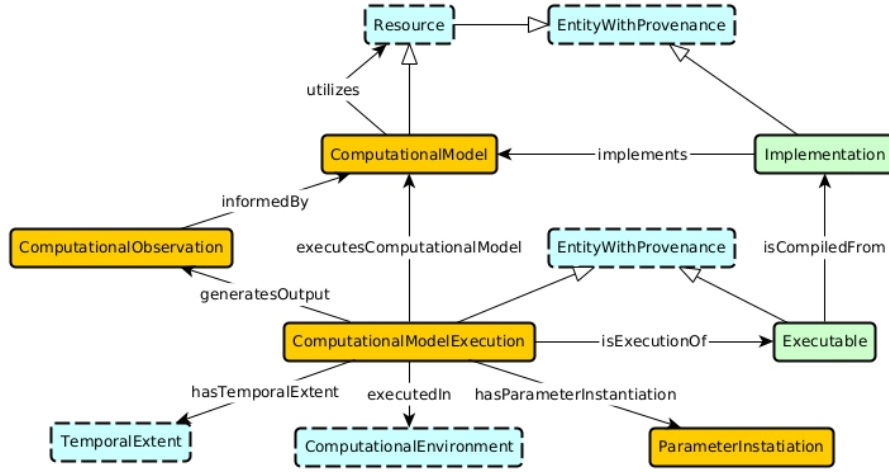 Resource
EntityWithProvenance
utilizes
ComputationalModel
implements
Implementation
informedBy
ComputationalObservation
executesComputationalModel
EntityWithProvenance
isCompiledFrom
generatesOutput
ComputationalModelExecution
isExecutionOf
Executable
hasTemporalExtent
executedIn
hasParameterInstantiation
TemporalExtent
ComputationalEnvironment
ParameterInstatiation